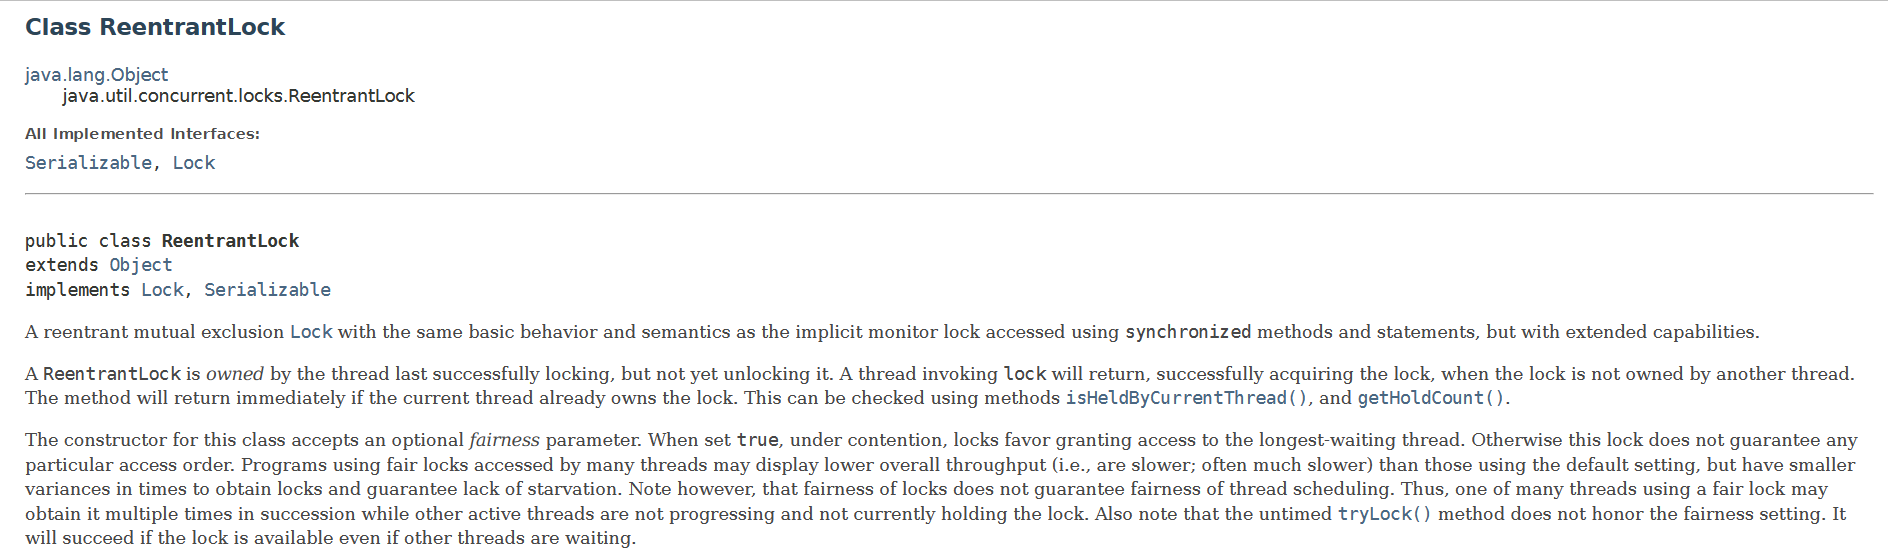 Class ReentrantLock
java.lang.Object
java.util.concurrent.locks.ReentrantLock
All Implemented Interfaces:
Serializable, Lock
public class ReentrantLock
extends Object
implements Lock, Serializable
A reentrant mutual exclusion Lock with the same basic behavior and semantics as the implicit monitor lock accessed using synchronized methods and statements, but with extended capabilities.
A ReentrantLock is owned by the thread last successfully locking, but not yet unlocking it. A thread invoking lock will return, successfully acquiring the lock, when the lock is not owned by another thread.
The method will return immediately if the current thread already owns the lock. This can be checked using methods isHeldByCurrentThread(), and getHoldCount().
The constructor for this class accepts an optional fairness parameter. When set true, under contention, locks favor granting access to the longest-waiting thread. Otherwise this lock does not guarantee any
particular access order. Programs using fair locks accessed by many threads may display lower overall throughput (i.e., are slower; often much slower) than those using the default setting, but have smaller
variances in times to obtain locks and guarantee lack of starvation. Note however, that fairness of locks does not guarantee fairness of thread scheduling. Thus, one of many threads using a fair lock may
obtain it multiple times in succession while other active threads are not progressing and not currently holding the lock. Also note that the untimed tryLock() method does not honor the fairness setting. It
will succeed if the lock is available even if other threads are waiting.